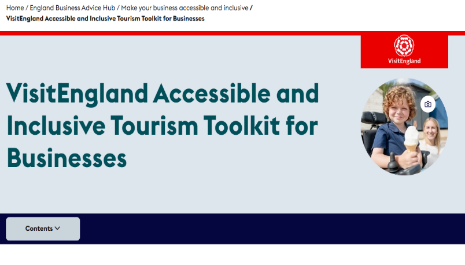 Home / England Business Advice Hub / Make your business accessible and inclusive /
VisitEngland Accessible and Inclusive Tourism Toolkit for Businesses
VisitEngland
VisitEngland Accessible and
Inclusive Tourism Toolkit for
Businesses
Contents